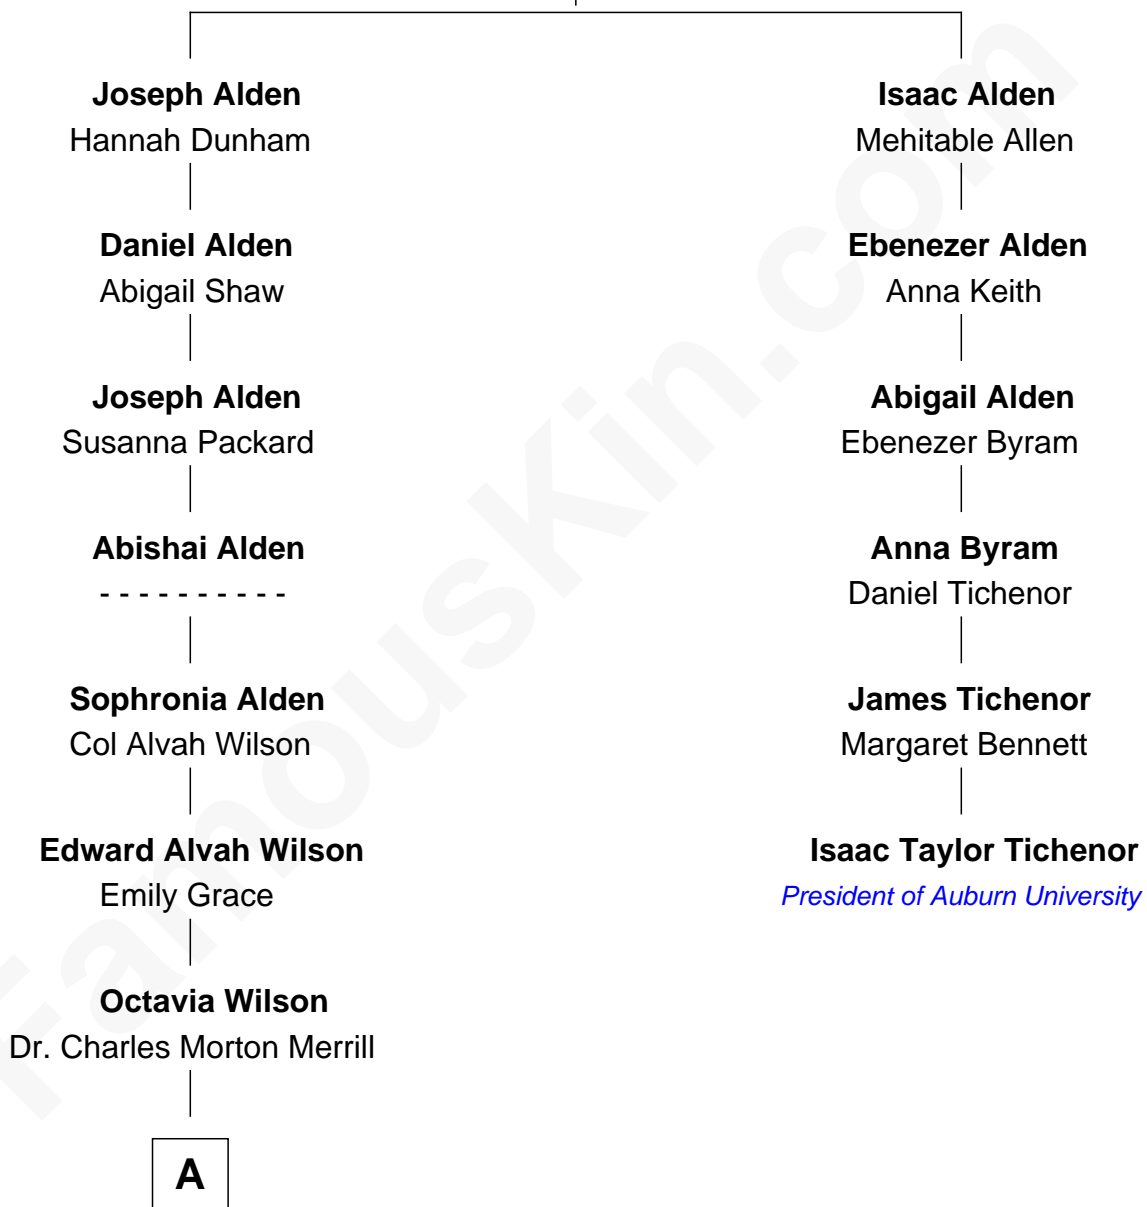 Joseph Alden
Hannah Dunham
Isaac Alden
Mehitable Allen
Daniel Alden
Abigail Shaw
Ebenezer Alden
Anna Keith
Joseph Alden
Susanna Packard
Abigail Alden
Ebenezer Byram
Abishai Alden
- - - - - - - - - -
Anna Byram
Daniel Tichenor
Sophronia Alden
Col Alvah Wilson
James Tichenor
Margaret Bennett
Edward Alvah Wilson
Emily Grace
Isaac Taylor Tichenor
President of Auburn University
Octavia Wilson
Dr. Charles Morton Merrill
A
FamousKin.com